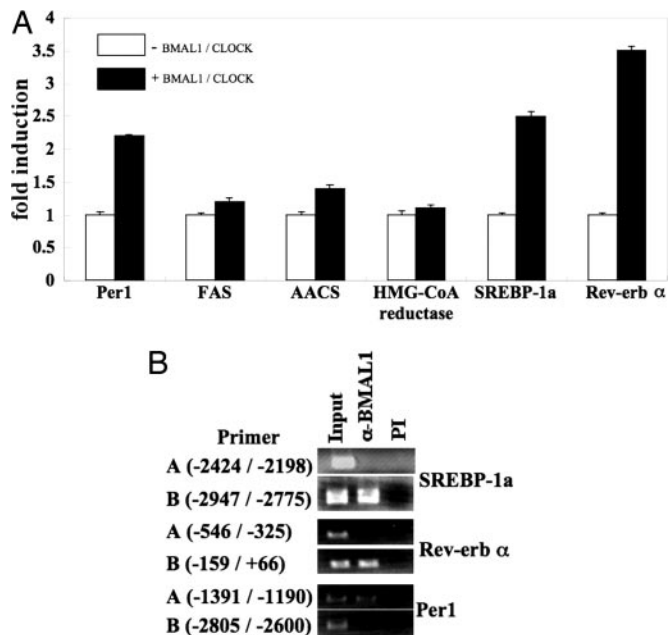 A
fold induction
4
3.5
3
2.5
2
1.5
1
0.5
0
- BMAL1 / CLOCK
+ BMAL1 / CLOCK
Per1
FAS
AACS
HMG-CoA
reductase
SREBP-1a
Rev-erb α
B
Primer
Input
α-BMAL1
PI
A (-2424 / -2198)
B (-2947 / -2775)
SREBP-1a
A (-546 / -325)
B (-159 / +66)
Rev-erb α
A (-1391 / -1190)
B (-2805 / -2600)
Per1